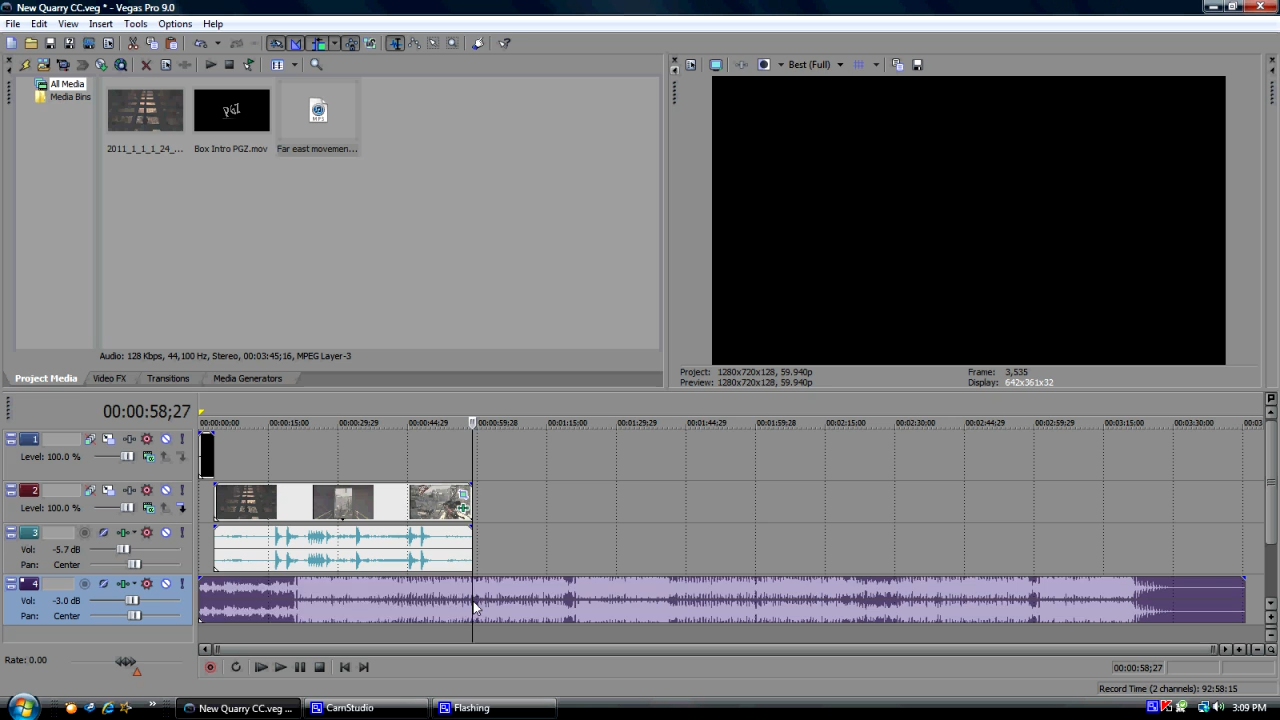 New Quarry CC.veg * - Vegas Pro 9.0
File Edit View Insert Tools Options Help
Best (Full)
All Media
Media Bins
PGZ
MP3
2011_1_1_1_24_... Box Intro PGZ.mov Far east movemen...
Audio: 128 Kbps, 44,100 Hz, Stereo, 00:03:45;16, MPEG Layer-3
Project: 1280x720x128, 59.940p Frame: 3,535
Preview: 1280x720x128, 59.940p Display: 642x361x32
Project Media Video FX Transitions Media Generators
00:00:58;27
00:00:00;00 00:00:15;00 00:00:29;29 00:00:44;29 00:00:59;28 00:01:15;00 00:01:29;29 00:01:44;29 00:01:59;28 00:02:15;00 00:02:30;00 00:02:44;29 00:02:59;29 00:03:15;00 00:03:30;00 00:03
1
Level: 100.0 %
2
Level: 100.0 %
3
Vol: -5.7 dB
Pan: Center
4
Vol: -3.0 dB
Pan: Center
Rate: 0.00
00:00:58;27
Record Time (2 channels): 92:58:15
New Quarry CC.veg ... CamStudio Flashing 3:09 PM